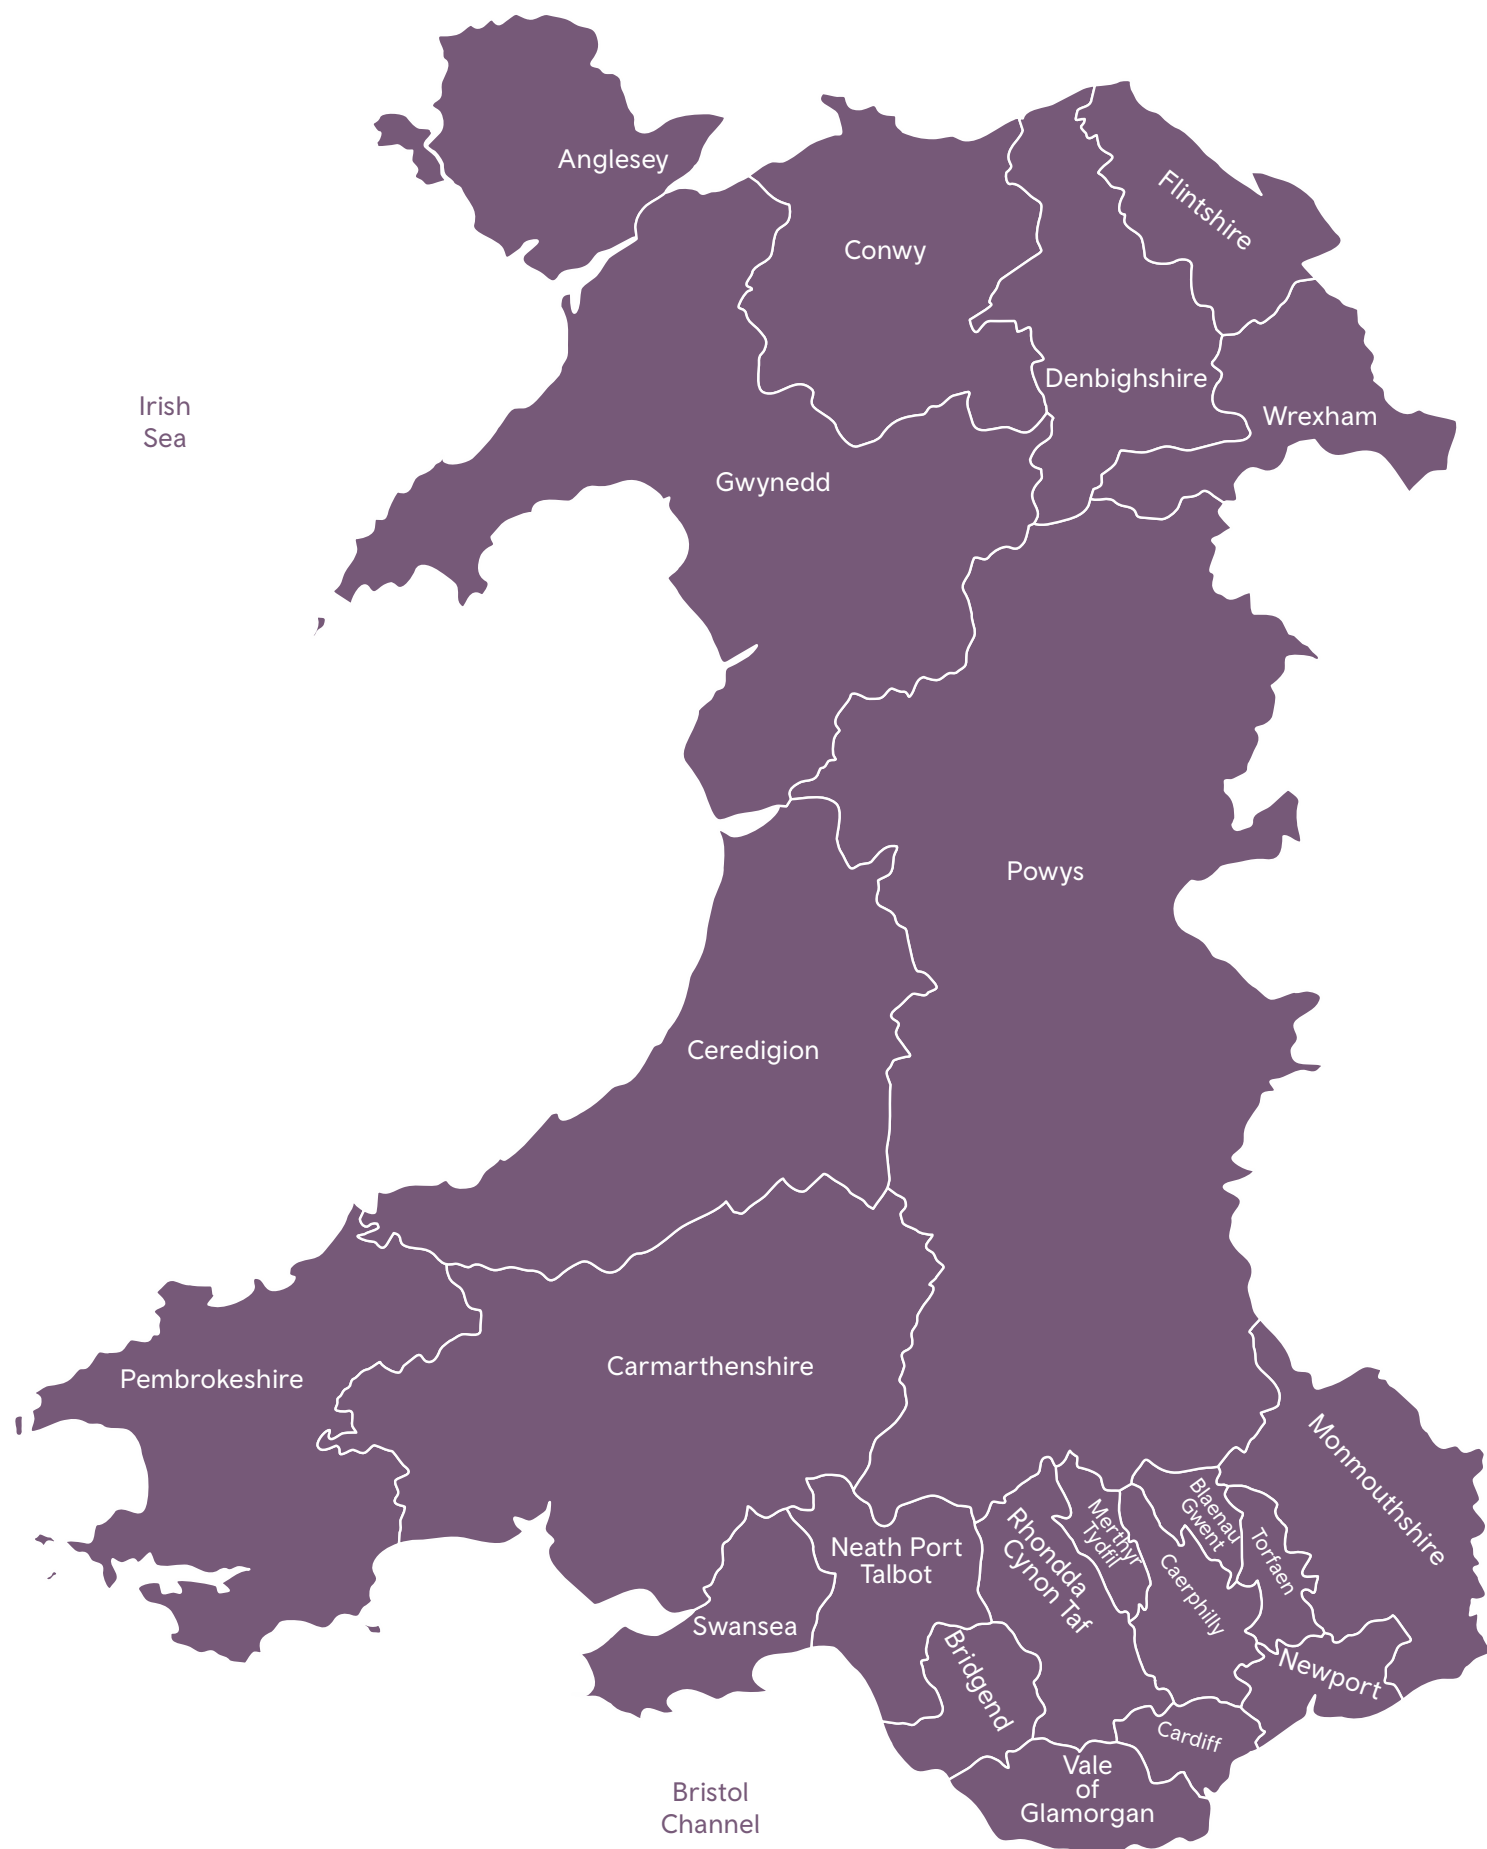 Anglesey
Flintshire
Conwy
Denbighshire
Irish
Sea
Wrexham
Gwynedd
Powys
Ceredigion
Carmarthenshire
Pembrokeshire
Monmouthshire
Blaenau
Gwent
Merthyr
Tydfil
Rhondda
Cynon Taf
Neath Port
Talbot
Torfaen
Caerphilly
Swansea
Bridgend
Newport
Cardiff
Vale
of
Glamorgan
Bristol
Channel